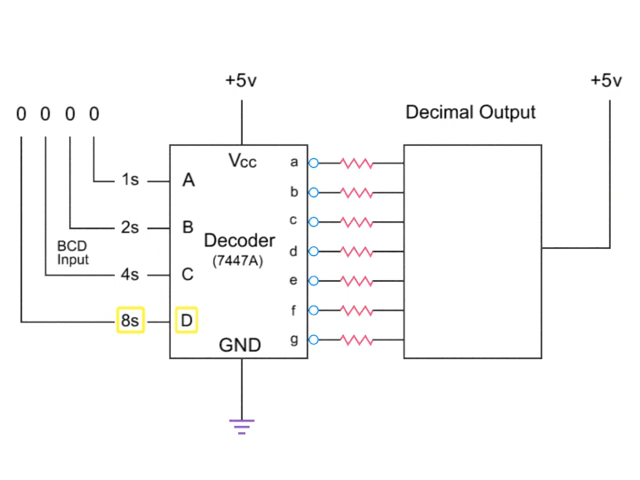 +5v
+5v
0 0 0 0
Decimal Output
Vcc
a
1s
A
b
2s
B
c
BCD
Input
Decoder
(7447A)
d
4s
C
e
8s
D
f
GND
g